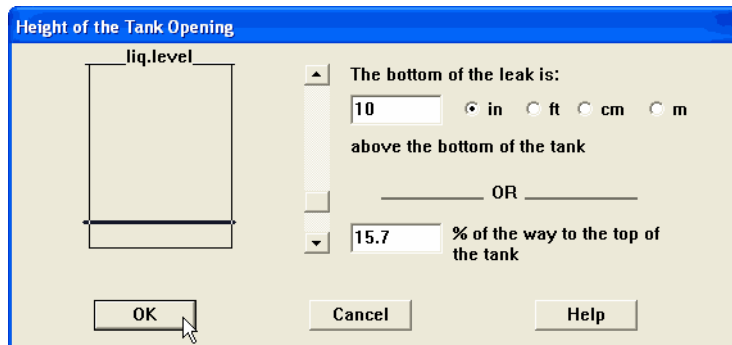 Height of the Tank Opening
liq.level
The bottom of the leak is:
10 in ft cm m
above the bottom of the tank
OR
15.7 % of the way to the top of
the tank
OK Cancel Help